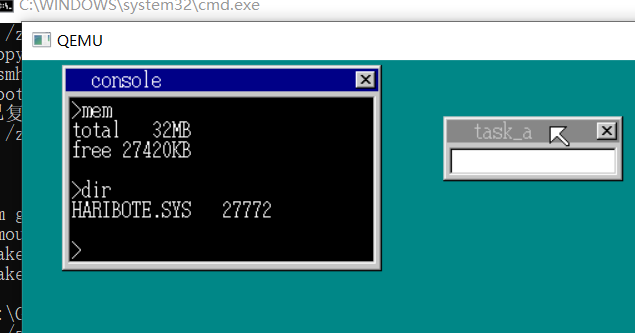 C:\WINDOWS\system32\cmd.exe
QEMU
console
>mem
total 32MB
free 27420KB
>dir
HARIBOTE.SYS 27772
>
task_a